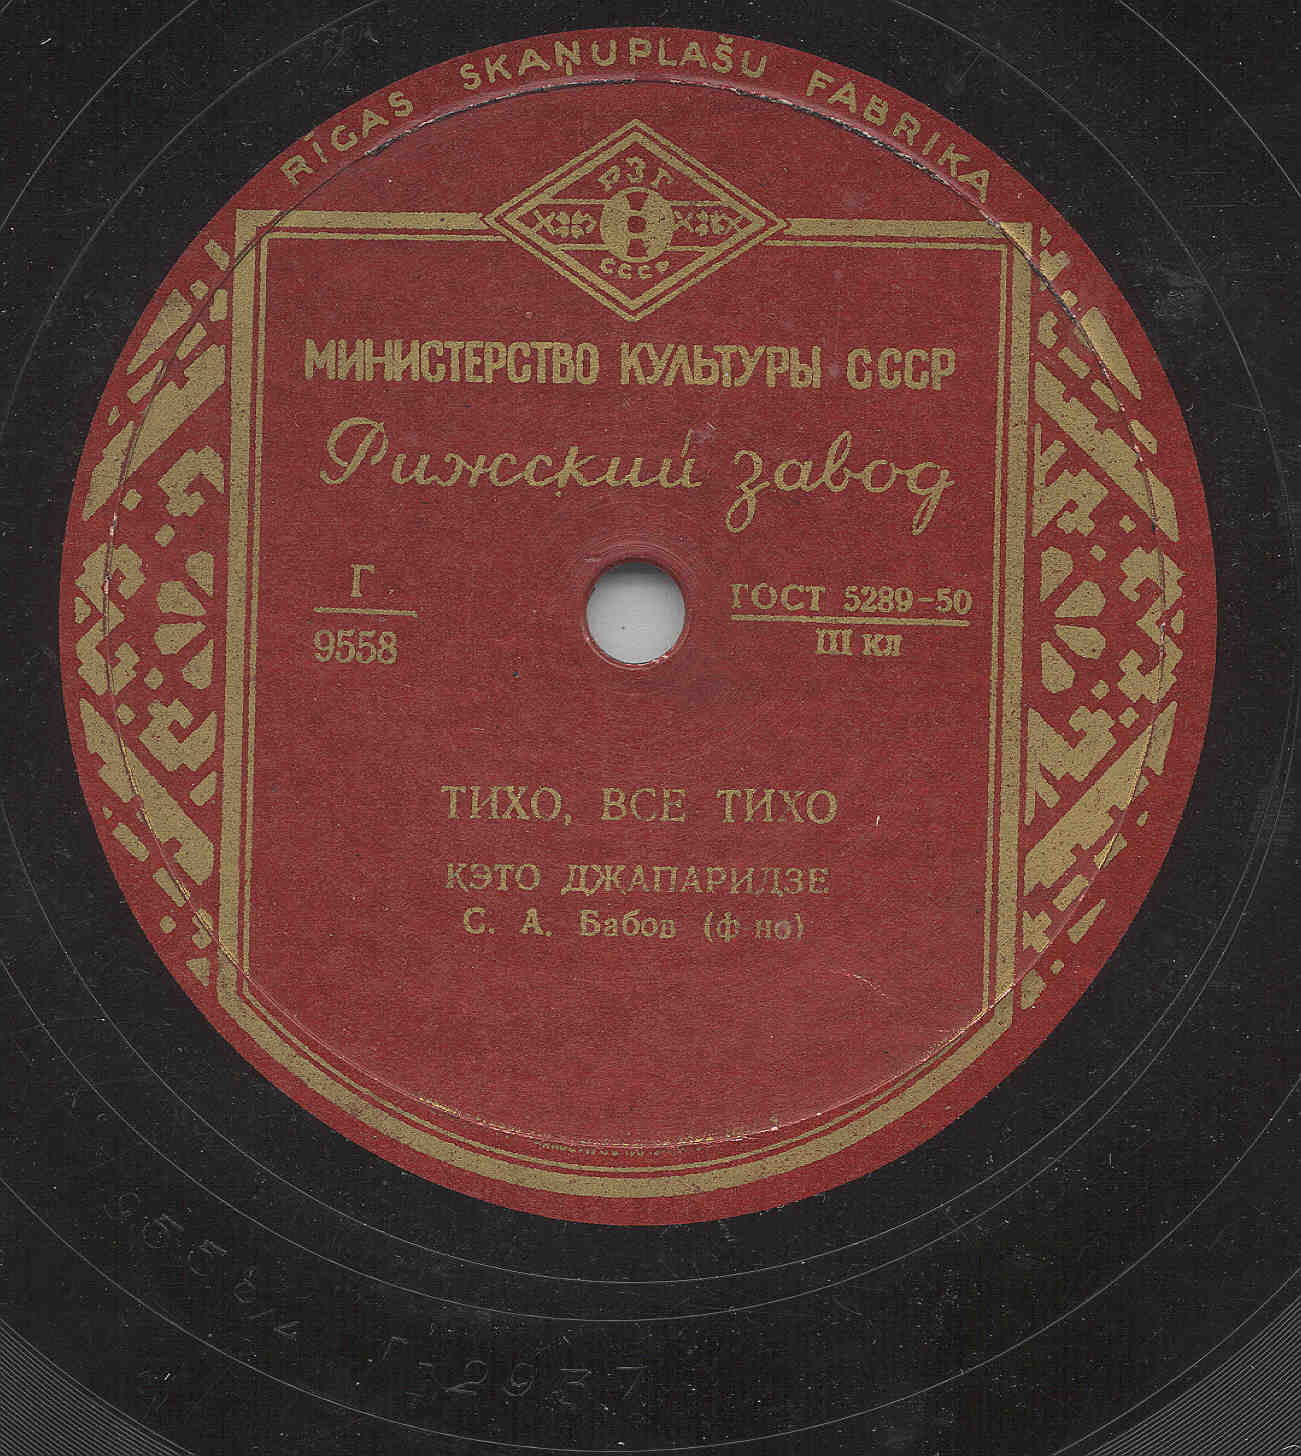 RĪGAS SKAŅUPLAŠU FABRIKA
РЗГ
СССР
МИНИСТЕРСТВО КУЛЬТУРЫ СССР
Рижский завод
Г
9558
ГОСТ 5289-50
III кл
ТИХО, ВСЕ ТИХО
КЭТО ДЖАПАРИДЗЕ
С. А. Бабов (ф-но)